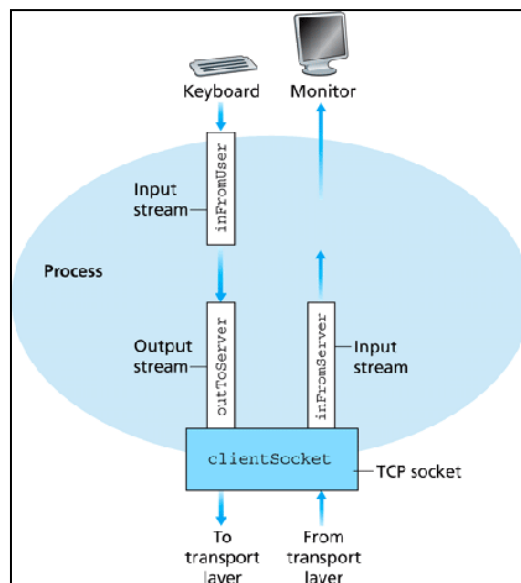 Keyboard
Monitor
Input
stream
inFromUser
Process
Output
stream
outToServer
inFromServer
Input
stream
clientSocket
TCP socket
To
transport
layer
From
transport
layer